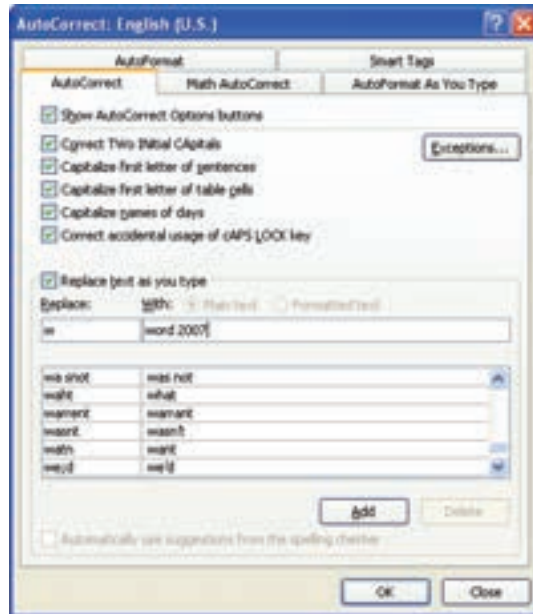 AutoCorrect: English (U.S.)
AutoFormat Smart Tags
AutoCorrect Math AutoCorrect AutoFormat As You Type
Show AutoCorrect Options buttons
Correct TWo INitial CApitals
Exceptions...
Capitalize first letter of sentences
Capitalize first letter of table cells
Capitalize names of days
Correct accidental usage of cAPS LOCK key
Replace text as you type
Replace: With: Plain text Formatted text
w word 2007
wa snot was not
waht what
warrent warrant
wasnt wasn't
watn want
we;d we'd
Add Delete
Automatically use suggestions from the spelling checker
OK Close